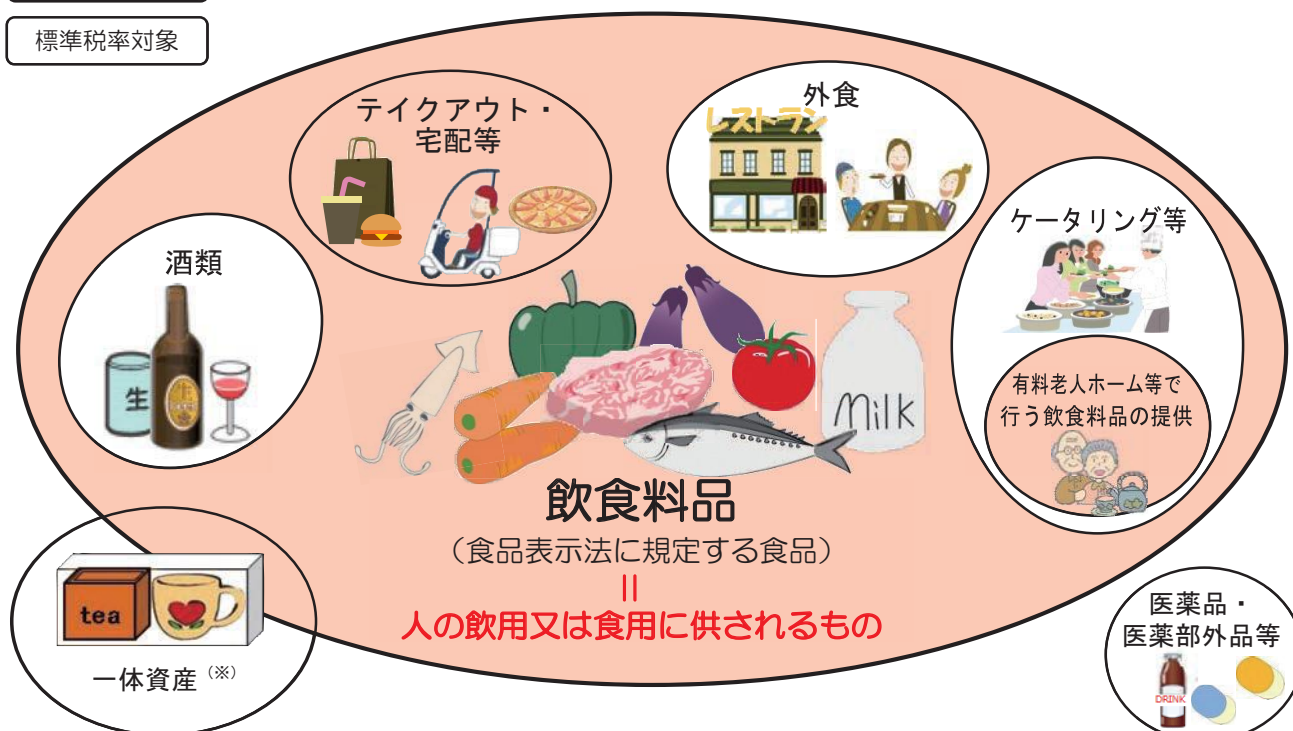 標準税率対象
テイクアウト・
宅配等
外食
レストラン
ケータリング等
酒類
生
Milk
有料老人ホーム等で
行う飲食料品の提供
飲食料品
（食品表示法に規定する食品）
＝
人の飲用又は食用に供されるもの
tea
一体資産（※）
医薬品・
医薬部外品等
DRINK